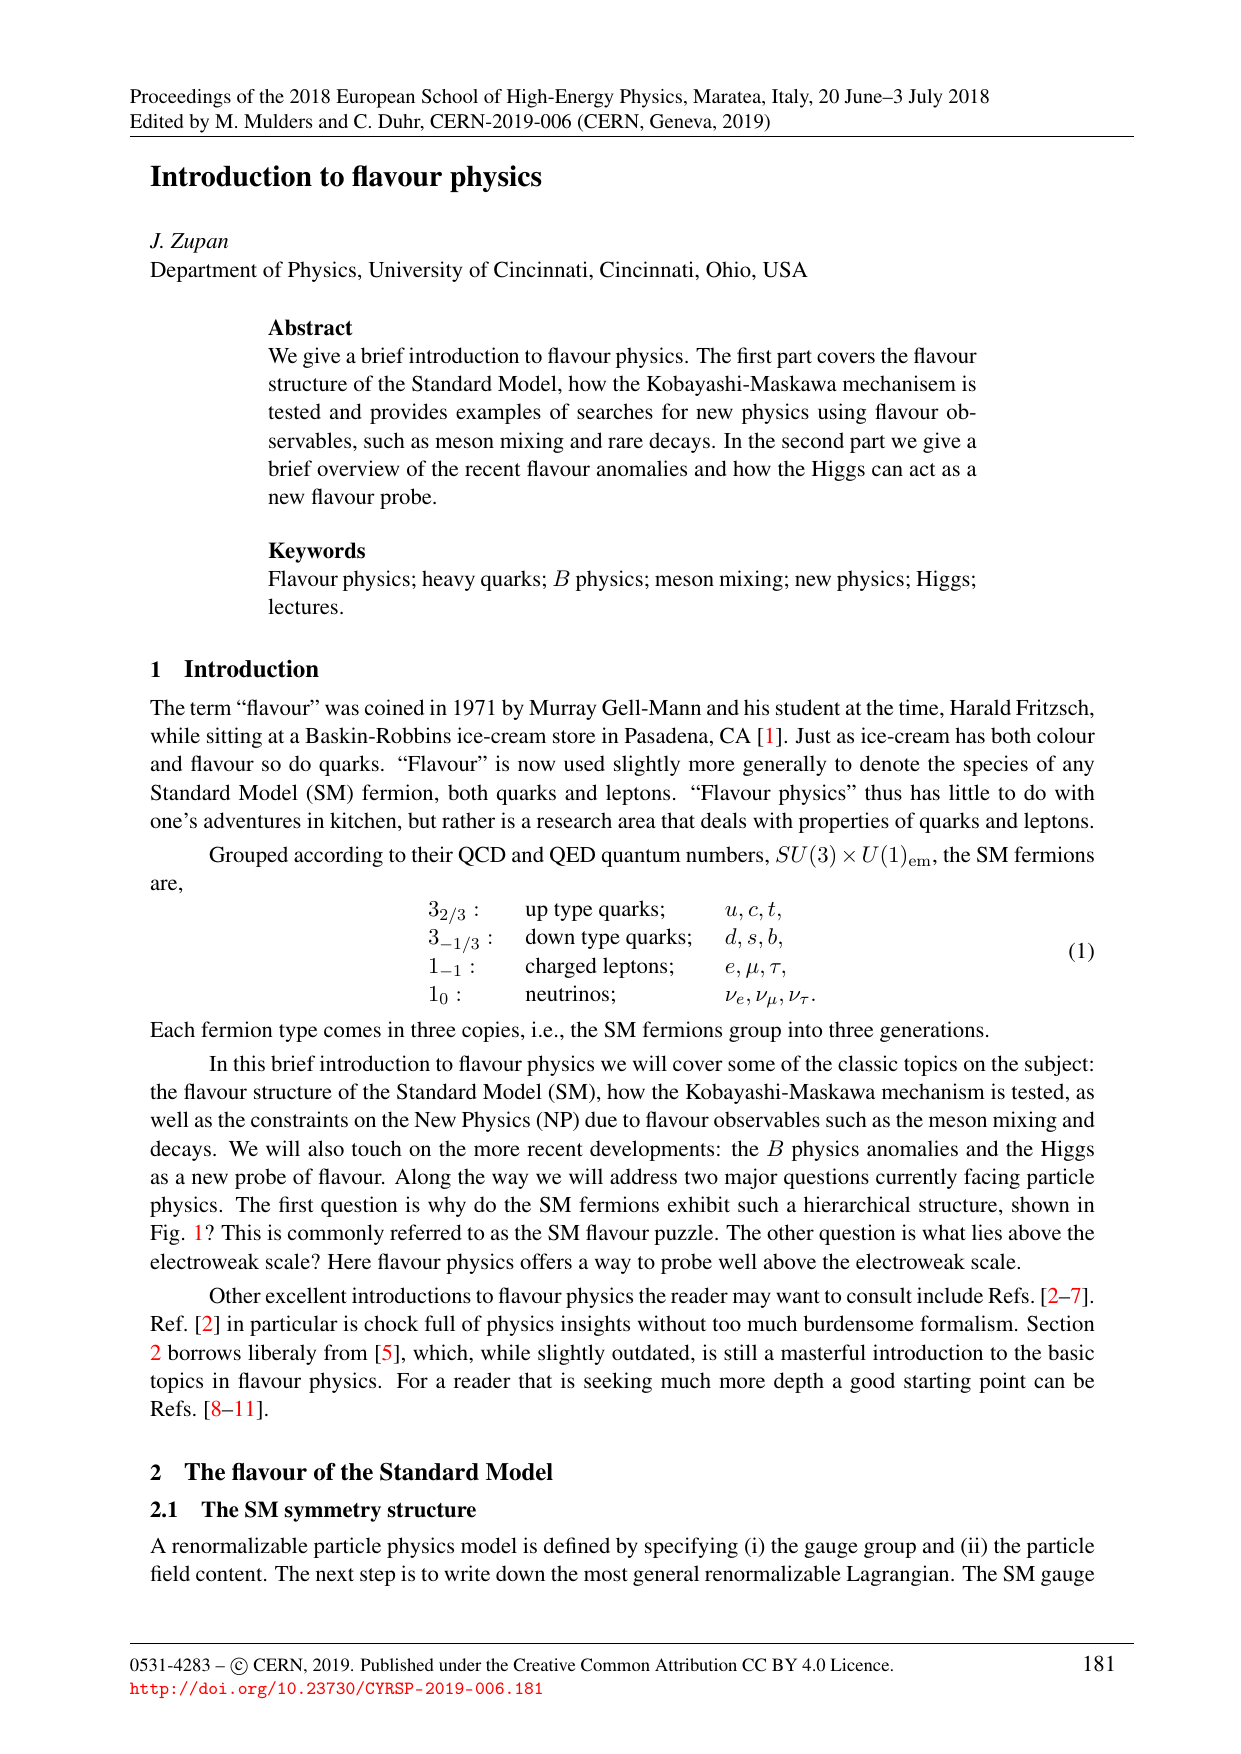 Proceedings of the 2018 European School of High-Energy Physics, Maratea, Italy, 20 June–3 July 2018
Edited by M. Mulders and C. Duhr, CERN-2019-006 (CERN, Geneva, 2019)
Introduction to flavour physics
J. Zupan
Department of Physics, University of Cincinnati, Cincinnati, Ohio, USA
Abstract
We give a brief introduction to flavour physics. The first part covers the flavour
structure of the Standard Model, how the Kobayashi-Maskawa mechanisem is
tested and provides examples of searches for new physics using flavour ob-
servables, such as meson mixing and rare decays. In the second part we give a
brief overview of the recent flavour anomalies and how the Higgs can act as a
new flavour probe.
Keywords
Flavour physics; heavy quarks; B physics; meson mixing; new physics; Higgs;
lectures.
1 Introduction
The term “flavour” was coined in 1971 by Murray Gell-Mann and his student at the time, Harald Fritzsch,
while sitting at a Baskin-Robbins ice-cream store in Pasadena, CA [1]. Just as ice-cream has both colour
and flavour so do quarks. “Flavour” is now used slightly more generally to denote the species of any
Standard Model (SM) fermion, both quarks and leptons. “Flavour physics” thus has little to do with
one’s adventures in kitchen, but rather is a research area that deals with properties of quarks and leptons.
Grouped according to their QCD and QED quantum numbers, SU(3) × U(1)em, the SM fermions
are,
3_{2/3} : up type quarks; u, c, t,
3_{−1/3} : down type quarks; d, s, b,
(1)
1_{−1} : charged leptons; e, μ, τ,
1_0 : neutrinos; ν_e, ν_μ, ν_τ.
Each fermion type comes in three copies, i.e., the SM fermions group into three generations.
In this brief introduction to flavour physics we will cover some of the classic topics on the subject:
the flavour structure of the Standard Model (SM), how the Kobayashi-Maskawa mechanism is tested, as
well as the constraints on the New Physics (NP) due to flavour observables such as the meson mixing and
decays. We will also touch on the more recent developments: the B physics anomalies and the Higgs
as a new probe of flavour. Along the way we will address two major questions currently facing particle
physics. The first question is why do the SM fermions exhibit such a hierarchical structure, shown in
Fig. 1? This is commonly referred to as the SM flavour puzzle. The other question is what lies above the
electroweak scale? Here flavour physics offers a way to probe well above the electroweak scale.
Other excellent introductions to flavour physics the reader may want to consult include Refs. [2–7].
Ref. [2] in particular is chock full of physics insights without too much burdensome formalism. Section
2 borrows liberaly from [5], which, while slightly outdated, is still a masterful introduction to the basic
topics in flavour physics. For a reader that is seeking much more depth a good starting point can be
Refs. [8–11].
2 The flavour of the Standard Model
2.1 The SM symmetry structure
A renormalizable particle physics model is defined by specifying (i) the gauge group and (ii) the particle
field content. The next step is to write down the most general renormalizable Lagrangian. The SM gauge
0531-4283 – © CERN, 2019. Published under the Creative Common Attribution CC BY 4.0 Licence. 181
http://doi.org/10.23730/CYRSP-2019-006.181